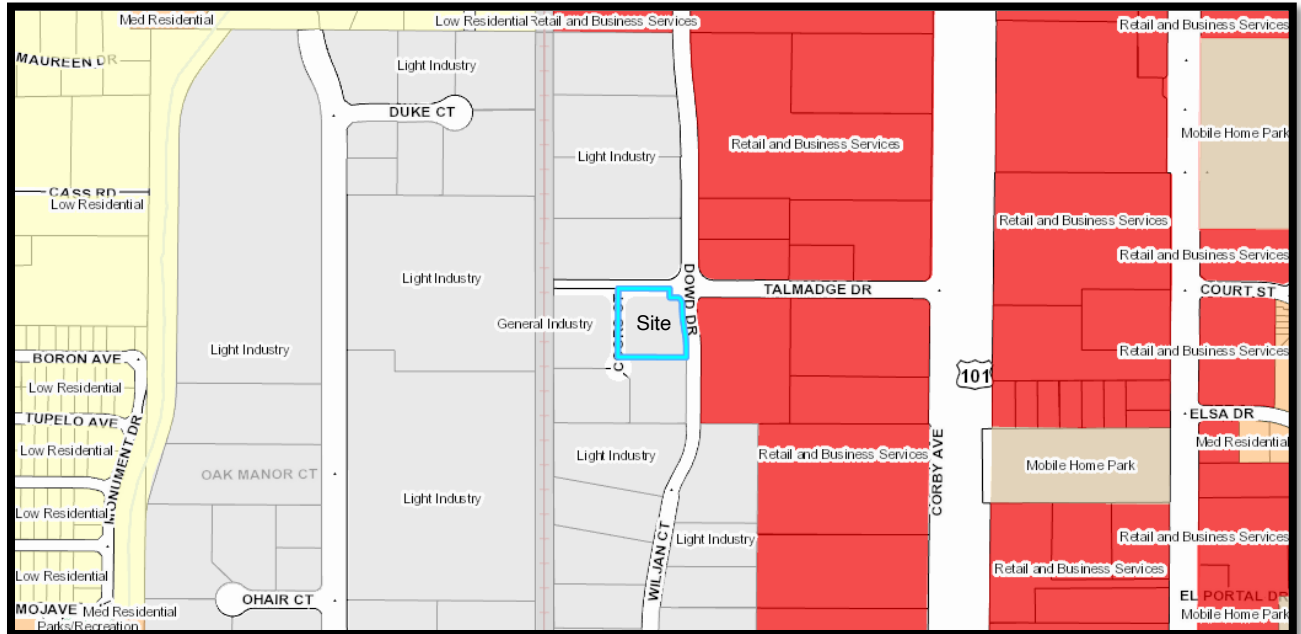 Med Residential
Low Residential
Retail and Business Services
Retail and Business Services
MAUREEN DR
Light Industry
DUKE CT
Mobile Home Park
Light Industry
Retail and Business Services
CASS RD
Low Residential
Retail and Business Services
Retail and Business Services
Light Industry
DOWD DR
TALMADGE DR
COURT ST
General Industry
Site
Light Industry
BORON AVE
Retail and Business Services
101
Low Residential
TUPELO AVE
MONUMENT DR
ELSA DR
Med Residential
Low Residential
Light Industry
Retail and Business Services
Mobile Home Park
OAK MANOR CT
CORBY AVE
Light Industry
Low Residential
Light Industry
Retail and Business Services
WILJAN CT
Low Residential
Retail and Business Services
OHAIR CT
EL PORTAL DR
MOJAVE
Med Residential
Mobile Home Park
Parks/Recreation